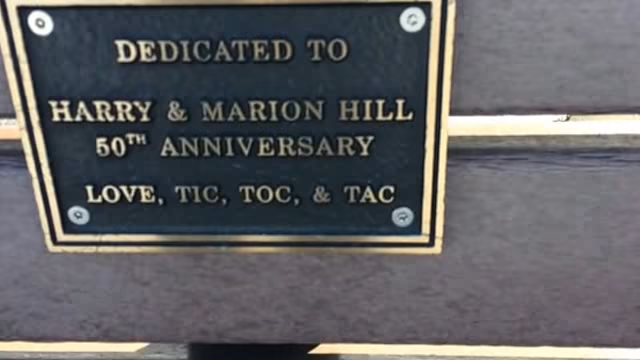 DEDICATED TO
HARRY & MARION HILL
50TH ANNIVERSARY
LOVE, TIC, TOC, & TAC